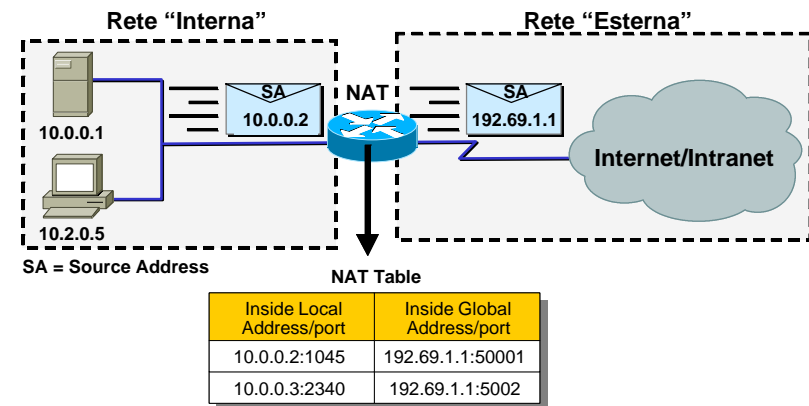 Rete “Interna”
Rete “Esterna”
SA
10.0.0.2
NAT
SA
192.69.1.1
10.0.0.1
Internet/Intranet
10.2.0.5
SA = Source Address
NAT Table
Inside Local
Address/port
Inside Global
Address/port
10.0.0.2:1045
192.69.1.1:50001
10.0.0.3:2340
192.69.1.1:5002